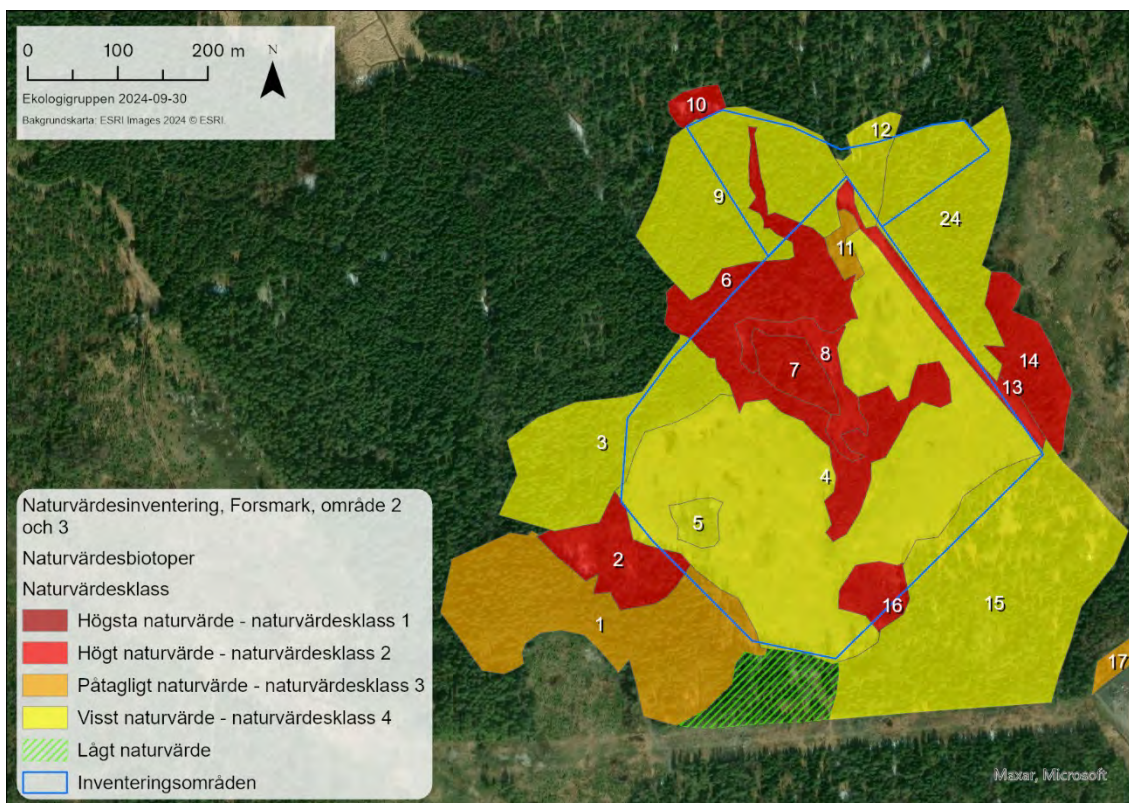 0 100 200 m
N
Ekologigruppen 2024-09-30
Bakgrundskarta: ESRI Images 2024 © ESRI.
10
12
9
24
11
6
8
14
7
13
3
4
5
2
16
15
1
17
Naturvärdesinventering, Forsmark, område 2
och 3
Naturvärdesbiotoper
Naturvärdesklass
Högsta naturvärde - naturvärdesklass 1
Högt naturvärde - naturvärdesklass 2
Påtagligt naturvärde - naturvärdesklass 3
Visst naturvärde - naturvärdesklass 4
Lågt naturvärde
Inventeringsområden
Maxar, Microsoft